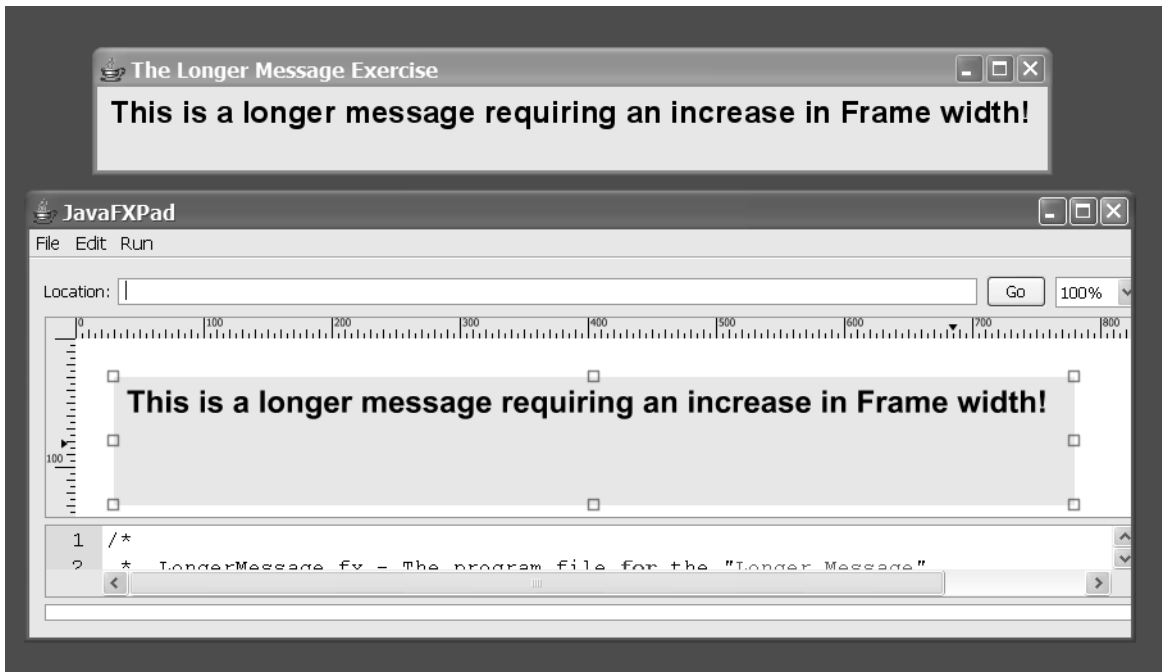 The Longer Message Exercise
This is a longer message requiring an increase in Frame width!
JavaFXPad
File Edit Run
Location: Go 100%
0 100 200 300 400 500 600 700 800
This is a longer message requiring an increase in Frame width!
100
1 /*
2 * LongerMessage.fx - The program file for the "Longer Message"